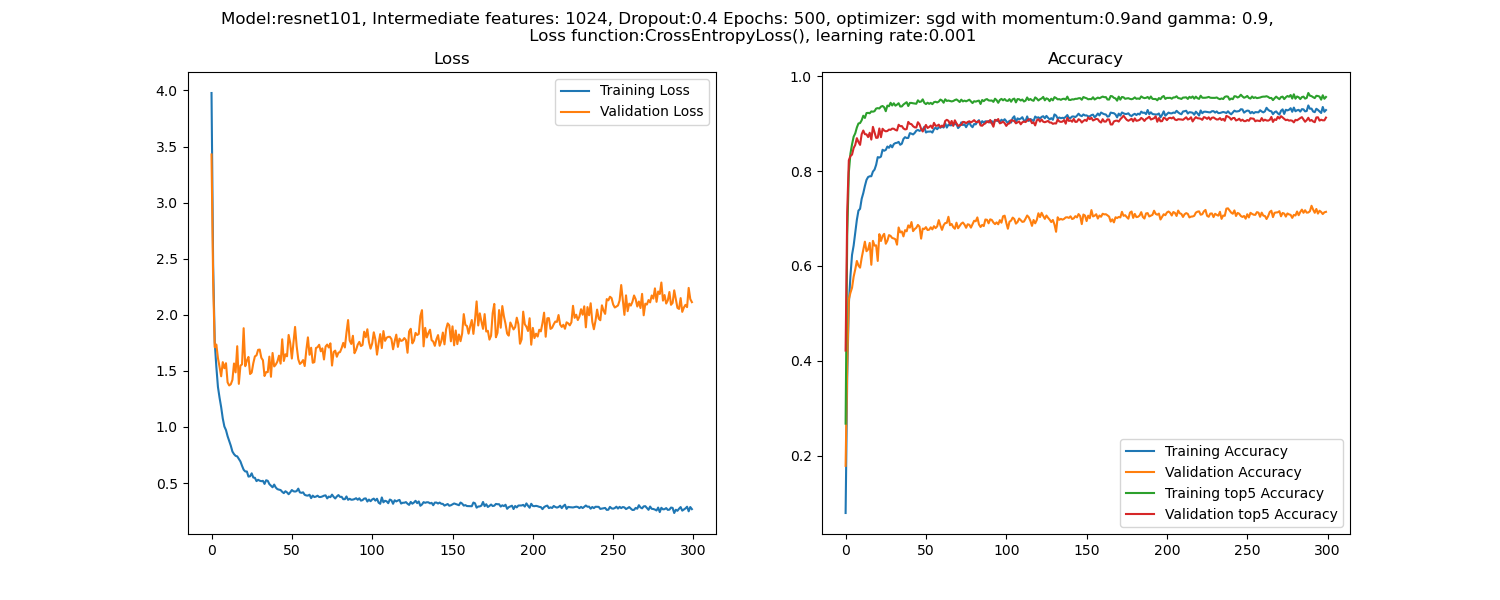 Model:resnet101, Intermediate features: 1024, Dropout:0.4 Epochs: 500, optimizer: sgd with momentum:0.9and gamma: 0.9,
Loss function:CrossEntropyLoss(), learning rate:0.001
Loss
4.0
3.5
3.0
2.5
2.0
1.5
1.0
0.5
0 50 100 150 200 250 300
Training Loss
Validation Loss
Accuracy
1.0
0.8
0.6
0.4
0.2
0 50 100 150 200 250 300
Training Accuracy
Validation Accuracy
Training top5 Accuracy
Validation top5 Accuracy